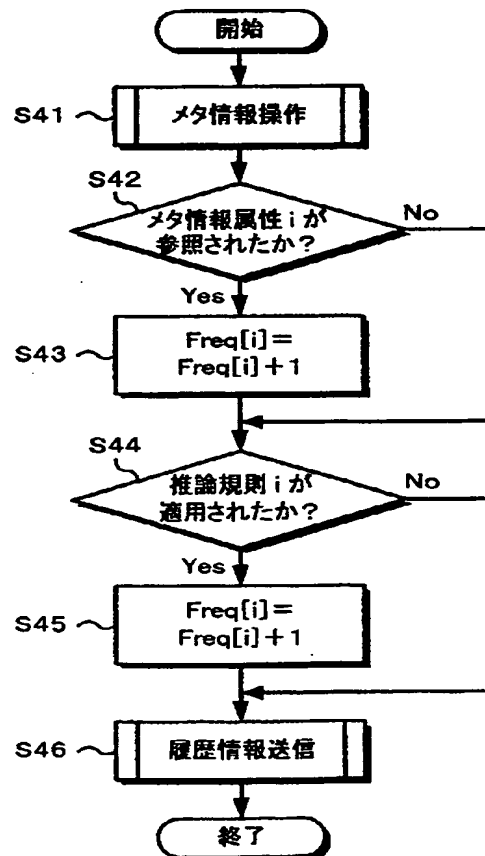 開始
S41
メタ情報操作
S42
メタ情報属性 i が
参照されたか？
No
Yes
S43
Freq[i]=
Freq[i]+1
S44
推論規則 i が
適用されたか？
No
Yes
S45
Freq[i]=
Freq[i]+1
S46
履歴情報送信
終了